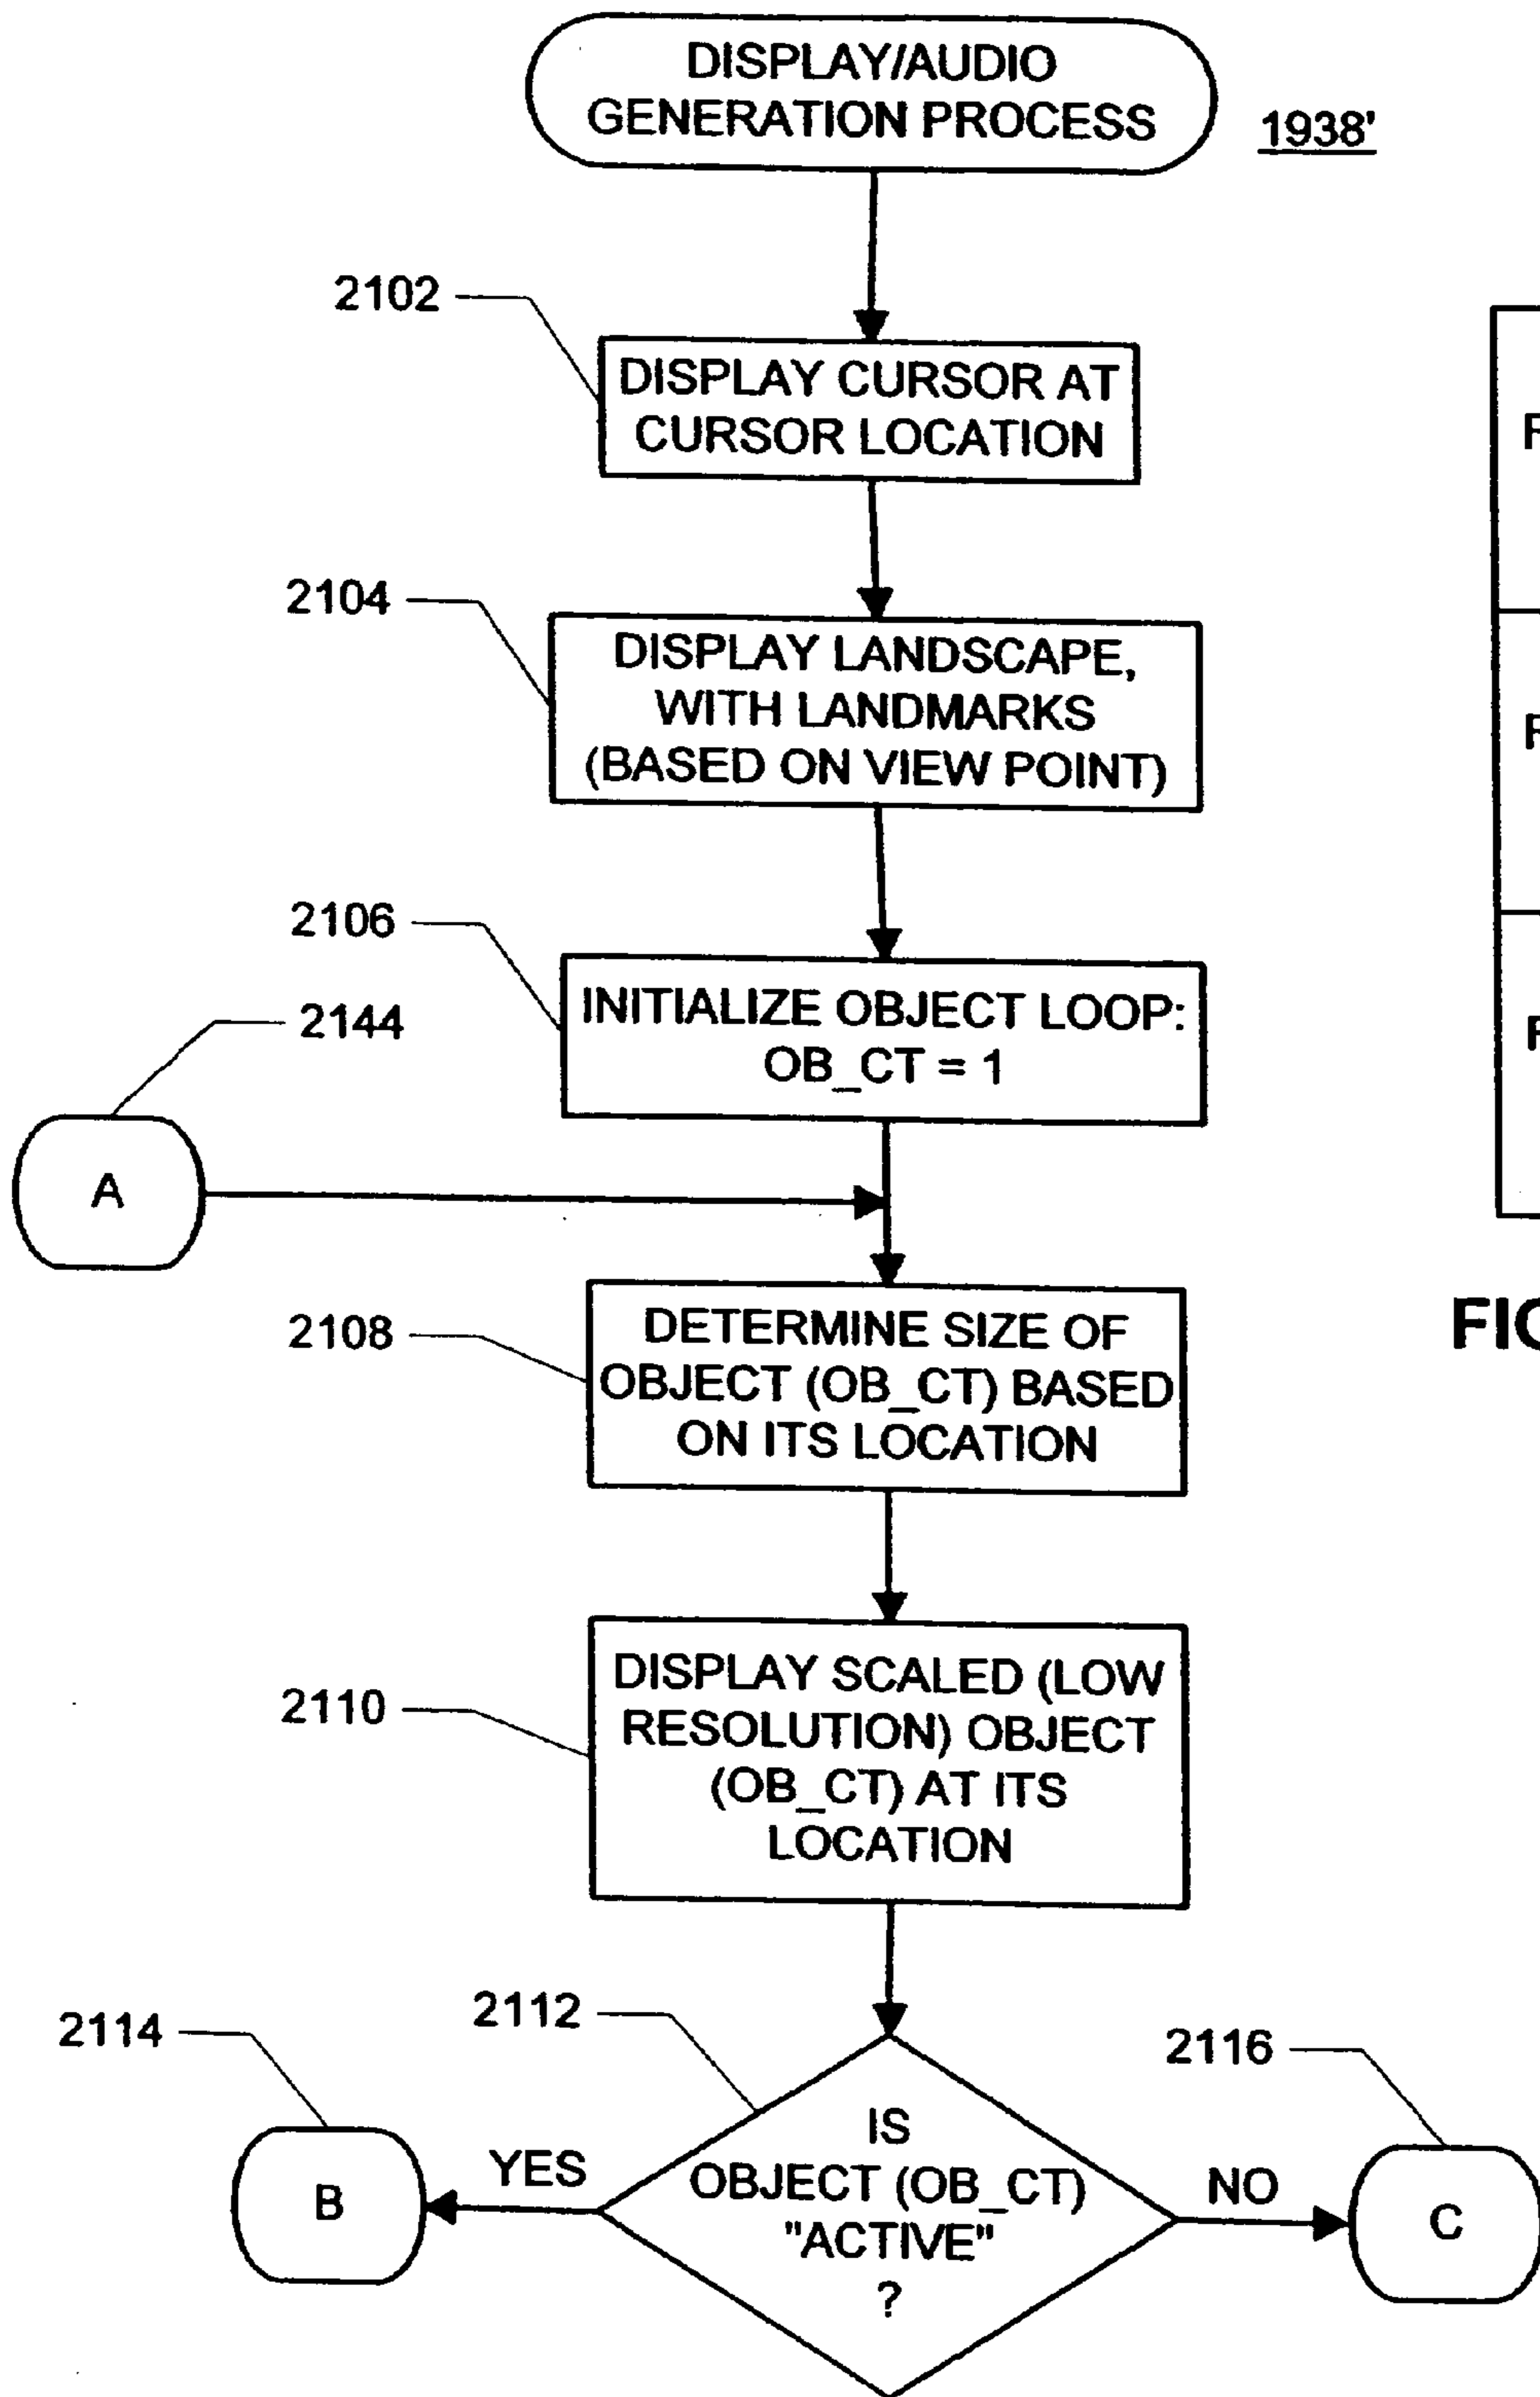 DISPLAY/AUDIO
GENERATION PROCESS
1938'
2102
DISPLAY CURSOR AT
CURSOR LOCATION
2104
DISPLAY LANDSCAPE,
WITH LANDMARKS
(BASED ON VIEW POINT)
2106
INITIALIZE OBJECT LOOP:
OB_CT = 1
2144
A
2108
DETERMINE SIZE OF
OBJECT (OB_CT) BASED
ON ITS LOCATION
2110
DISPLAY SCALED (LOW
RESOLUTION) OBJECT
(OB_CT) AT ITS
LOCATION
2114
2112
2116
B
YES
IS
OBJECT (OB_CT)
"ACTIVE"
?
NO
C